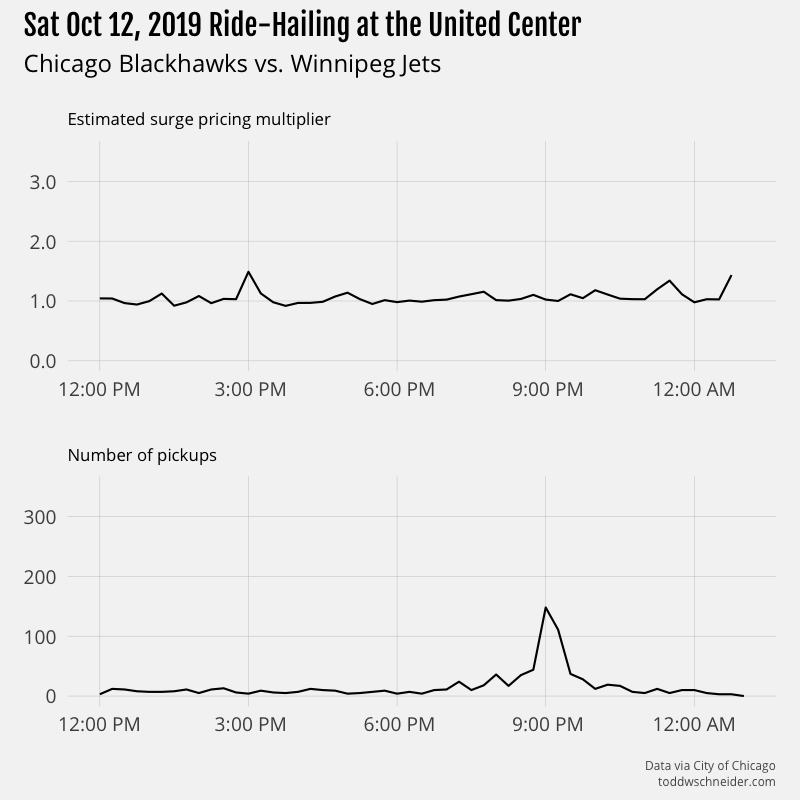 Sat Oct 12, 2019 Ride-Hailing at the United Center
Chicago Blackhawks vs. Winnipeg Jets
Estimated surge pricing multiplier
3.0
2.0
1.0
0.0
12:00 PM 3:00 PM 6:00 PM 9:00 PM 12:00 AM
Number of pickups
300
200
100
0
12:00 PM 3:00 PM 6:00 PM 9:00 PM 12:00 AM
Data via City of Chicago
toddwschneider.com